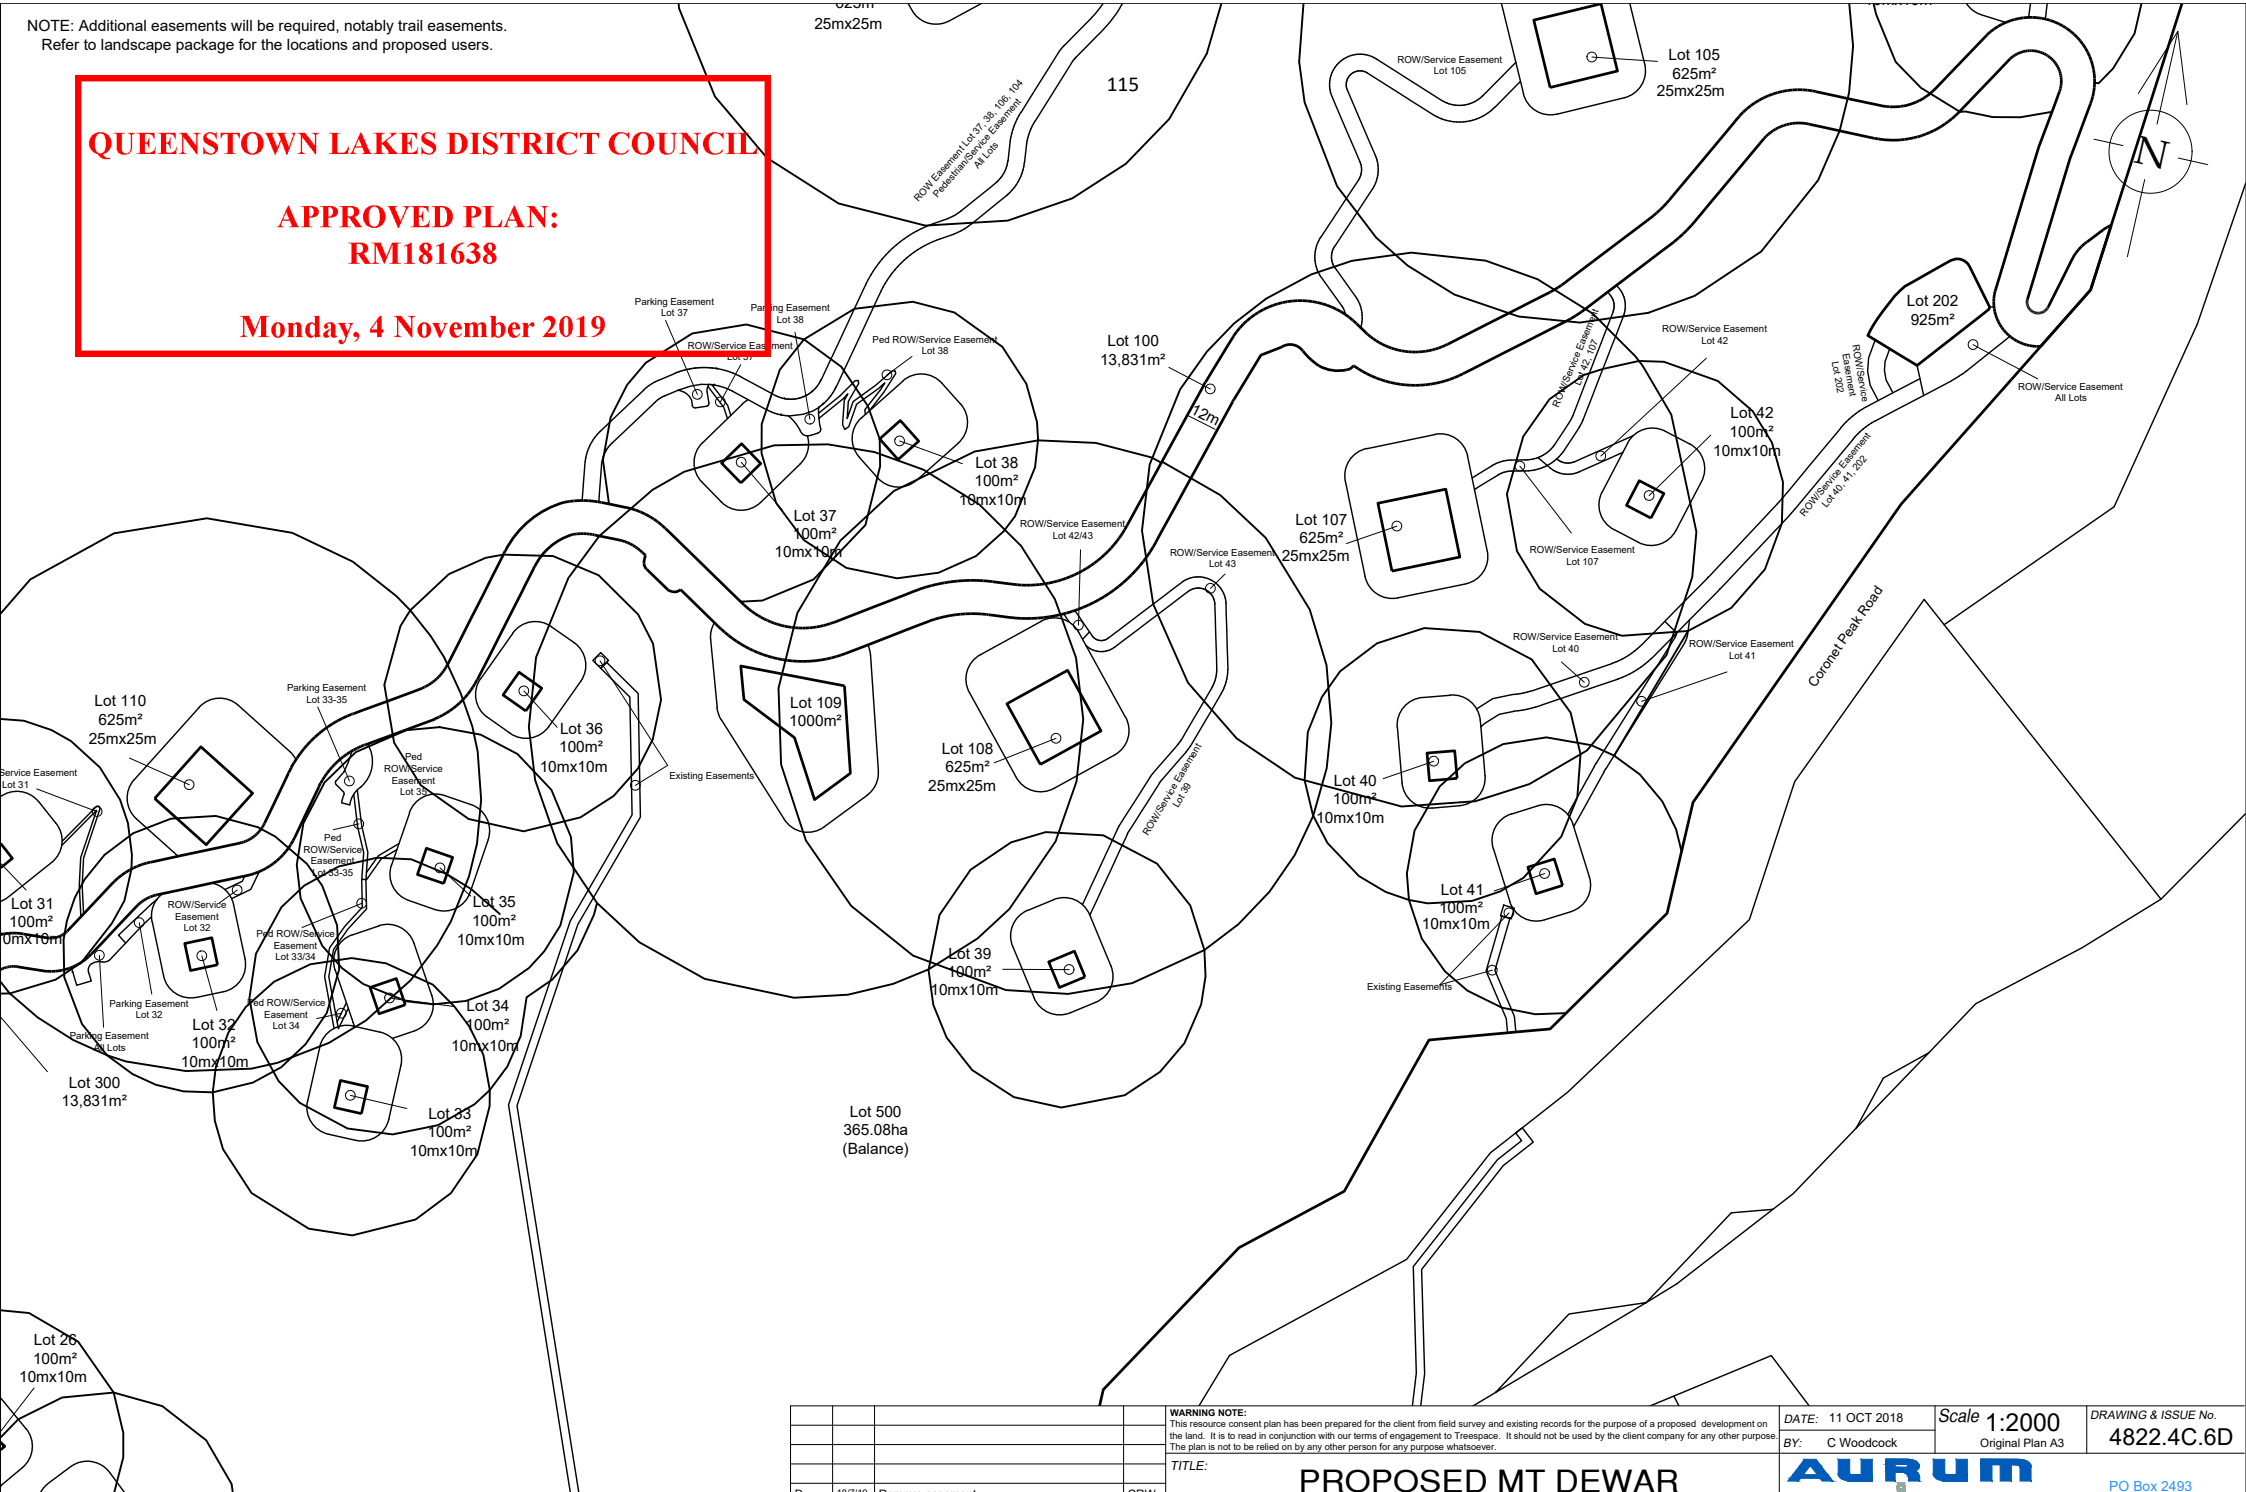 NOTE: Additional easements will be required, notably trail easements.
Refer to landscape package for the locations and proposed users.
QUEENSTOWN LAKES DISTRICT COUNCIL
APPROVED PLAN:
RM181638
Monday, 4 November 2019
25mx25m
115
ROW Easement Lot 37, 38, 106, 104
Pedestrian/Service Easement
All Lots
ROW/Service Easement
Lot 105
Lot 105
625m²
25mx25m
N
Parking Easement
Lot 37
Parking Easement
Lot 38
ROW/Service Easement
Lot 37
Ped ROW/Service Easement
Lot 38
Lot 100
13,831m²
12m
ROW/Service Easement
Lot 42, 107
ROW/Service Easement
Lot 42
Lot 202
925m²
ROW/Service
Easement
Lot 202
ROW/Service Easement
All Lots
Lot 42
100m²
10mx10m
ROW/Service Easement
Lot 40, 41, 202
Lot 38
100m²
10mx10m
Lot 37
100m²
10mx10m
ROW/Service Easement
Lot 42/43
ROW/Service Easement
Lot 43
Lot 107
625m²
25mx25m
ROW/Service Easement
Lot 107
Coronet Peak Road
ROW/Service Easement
Lot 40
ROW/Service Easement
Lot 41
Lot 110
625m²
25mx25m
Parking Easement
Lot 33-35
Lot 36
100m²
10mx10m
Existing Easements
Lot 109
1000m²
Lot 108
625m²
25mx25m
ROW/Service Easement
Lot 39
Lot 40
100m²
10mx10m
Service Easement
Lot 31
Ped
ROW/Service
Easement
Lot 35
Ped
ROW/Service
Easement
Lot 33-35
Lot 31
100m²
0mx10m
ROW/Service
Easement
Lot 32
Lot 35
100m²
10mx10m
Ped ROW/Service
Easement
Lot 33/34
Lot 39
100m²
10mx10m
Lot 41
100m²
10mx10m
Existing Easements
Parking Easement
Lot 32
Parking Easement
All Lots
Lot 32
100m²
10mx10m
Ped ROW/Service
Easement
Lot 34
Lot 34
100m²
10mx10m
Lot 300
13,831m²
Lot 33
100m²
10mx10m
Lot 500
365.08ha
(Balance)
Lot 26
100m²
10mx10m
WARNING NOTE:
This resource consent plan has been prepared for the client from field survey and existing records for the purpose of a proposed development on
the land. It is to read in conjunction with our terms of engagement to Treespace. It should not be used by the client company for any other purpose.
The plan is not to be relied on by any other person for any purpose whatsoever.
DATE: 11 OCT 2018
BY: C Woodcock
Scale 1:2000
Original Plan A3
DRAWING & ISSUE No.
4822.4C.6D
TITLE:
PROPOSED MT DEWAR
AURUM
PO Box 2493